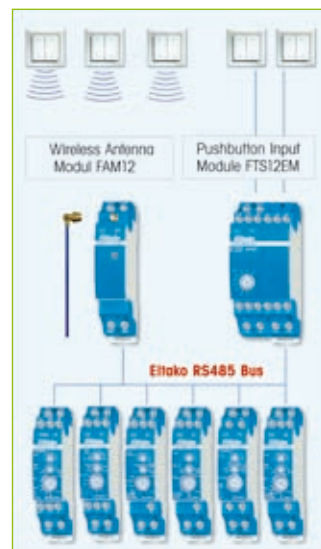 Wireless Antenna
Modul FAM12
Pushbutton Input
Module FTS12EM
Eltako RS485 Bus